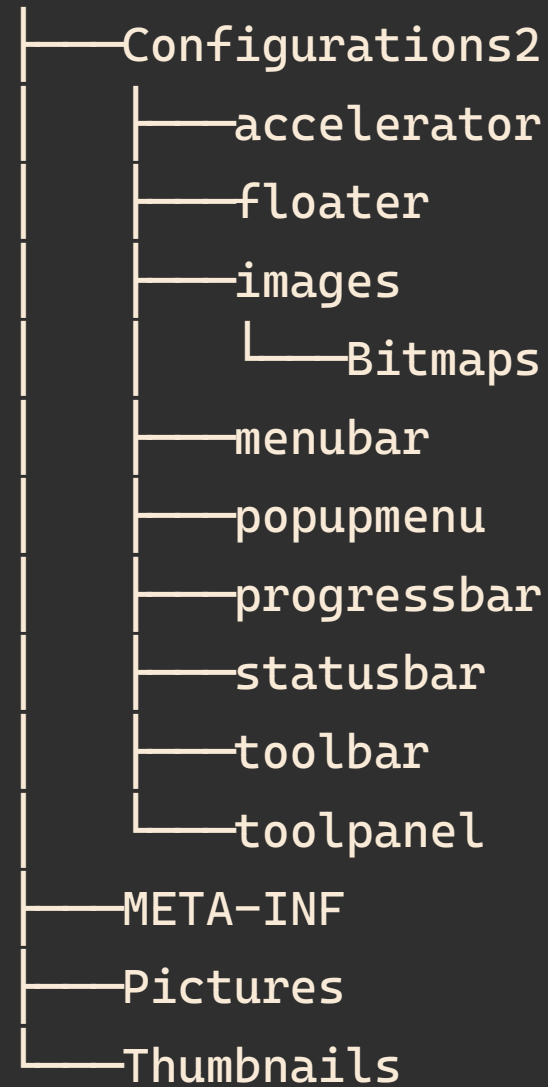 ├───Configurations2
│   ├───accelerator
│   ├───floater
│   ├───images
│   │   └───Bitmaps
│   ├───menubar
│   ├───popupmenu
│   ├───progressbar
│   ├───statusbar
│   ├───toolbar
│   └───toolpanel
├───META-INF
├───Pictures
└───Thumbnails